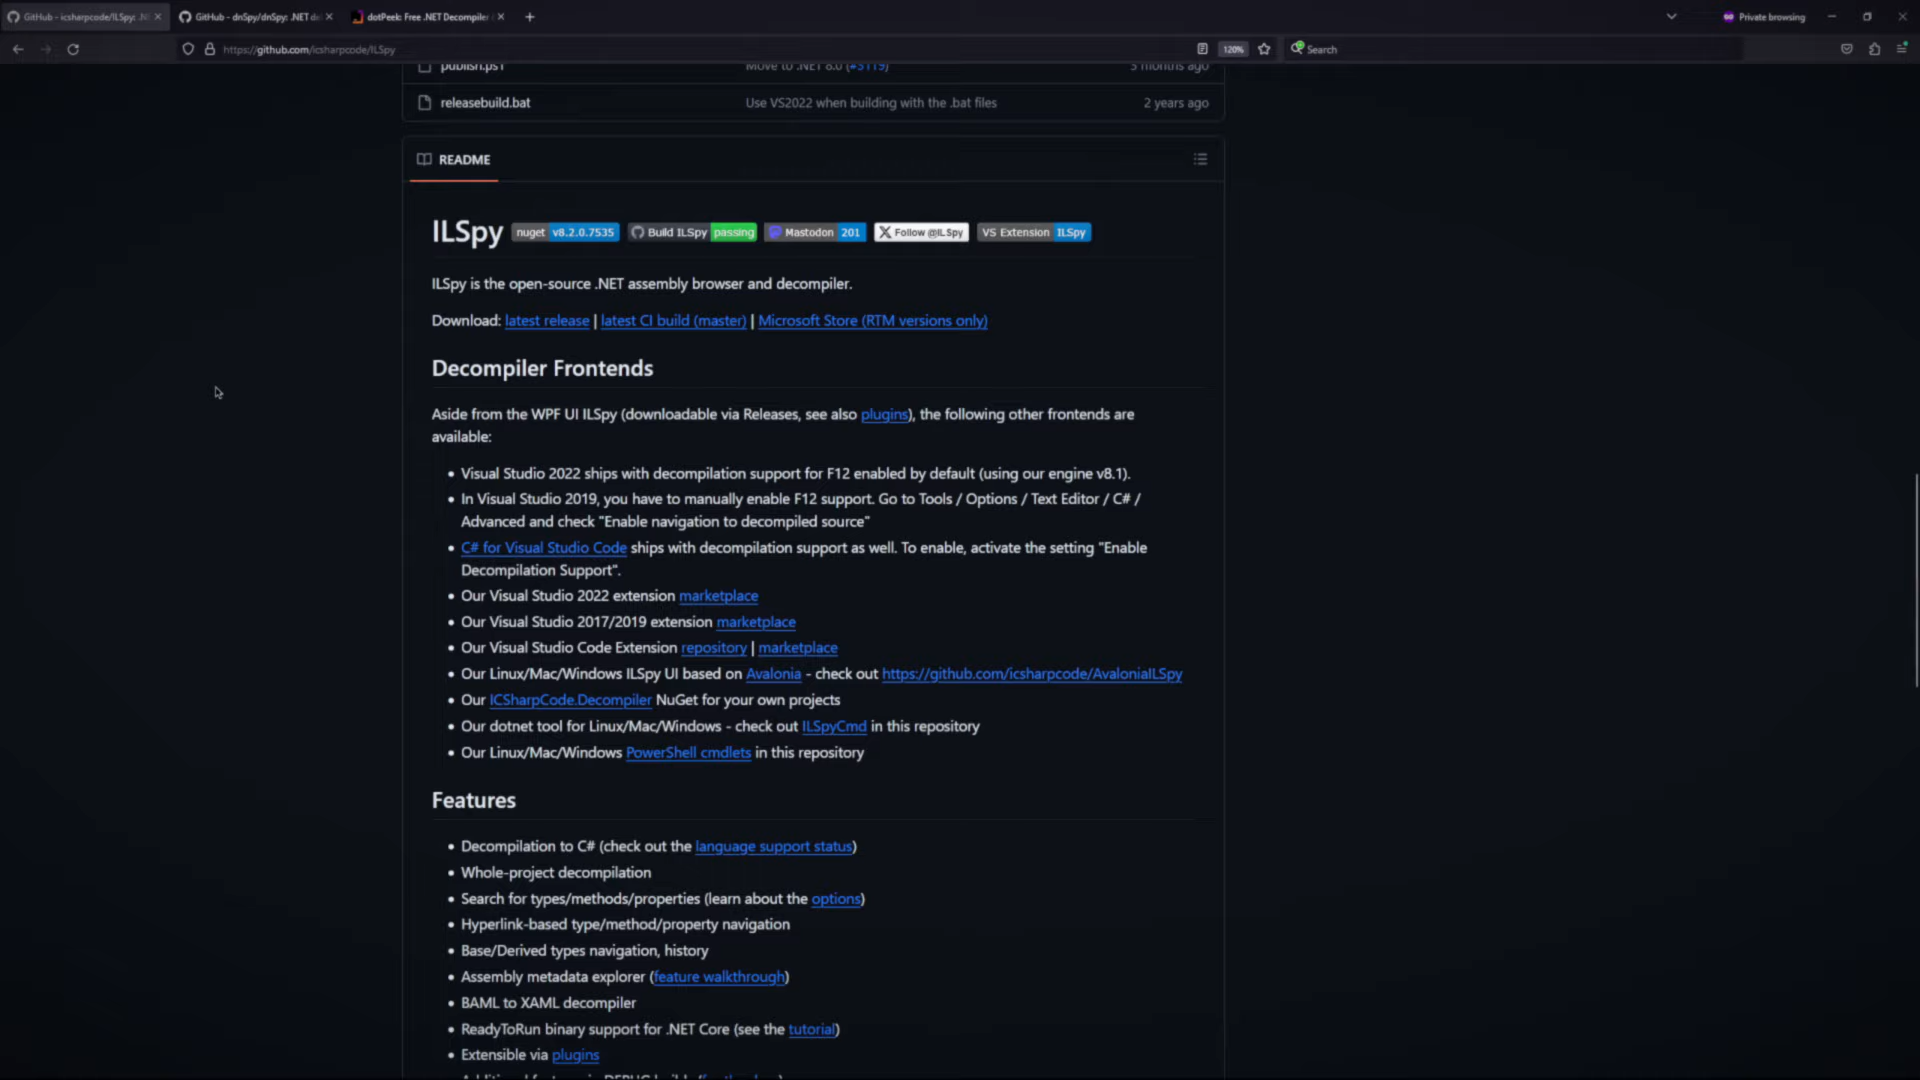 GitHub - icsharpcode/ILSpy: .NE
GitHub - dnSpy/dnSpy: .NET de
dotPeek: Free .NET Decompiler
Private browsing
https://github.com/icsharpcode/ILSpy
120%
Search
publish.ps1 Move to .NET 8.0 (#3119) 3 months ago
releasebuild.bat Use VS2022 when building with the .bat files 2 years ago
README
ILSpy nuget v8.2.0.7535 Build ILSpy passing Mastodon 201 Follow @ILSpy VS Extension ILSpy
ILSpy is the open-source .NET assembly browser and decompiler.
Download: latest release | latest CI build (master) | Microsoft Store (RTM versions only)
Decompiler Frontends
Aside from the WPF UI ILSpy (downloadable via Releases, see also plugins), the following other frontends are
available:
• Visual Studio 2022 ships with decompilation support for F12 enabled by default (using our engine v8.1).
• In Visual Studio 2019, you have to manually enable F12 support. Go to Tools / Options / Text Editor / C# /
Advanced and check "Enable navigation to decompiled source"
• C# for Visual Studio Code ships with decompilation support as well. To enable, activate the setting "Enable
Decompilation Support".
• Our Visual Studio 2022 extension marketplace
• Our Visual Studio 2017/2019 extension marketplace
• Our Visual Studio Code Extension repository | marketplace
• Our Linux/Mac/Windows ILSpy UI based on Avalonia - check out https://github.com/icsharpcode/AvaloniaILSpy
• Our ICSharpCode.Decompiler NuGet for your own projects
• Our dotnet tool for Linux/Mac/Windows - check out ILSpyCmd in this repository
• Our Linux/Mac/Windows PowerShell cmdlets in this repository
Features
• Decompilation to C# (check out the language support status)
• Whole-project decompilation
• Search for types/methods/properties (learn about the options)
• Hyperlink-based type/method/property navigation
• Base/Derived types navigation, history
• Assembly metadata explorer (feature walkthrough)
• BAML to XAML decompiler
• ReadyToRun binary support for .NET Core (see the tutorial)
• Extensible via plugins